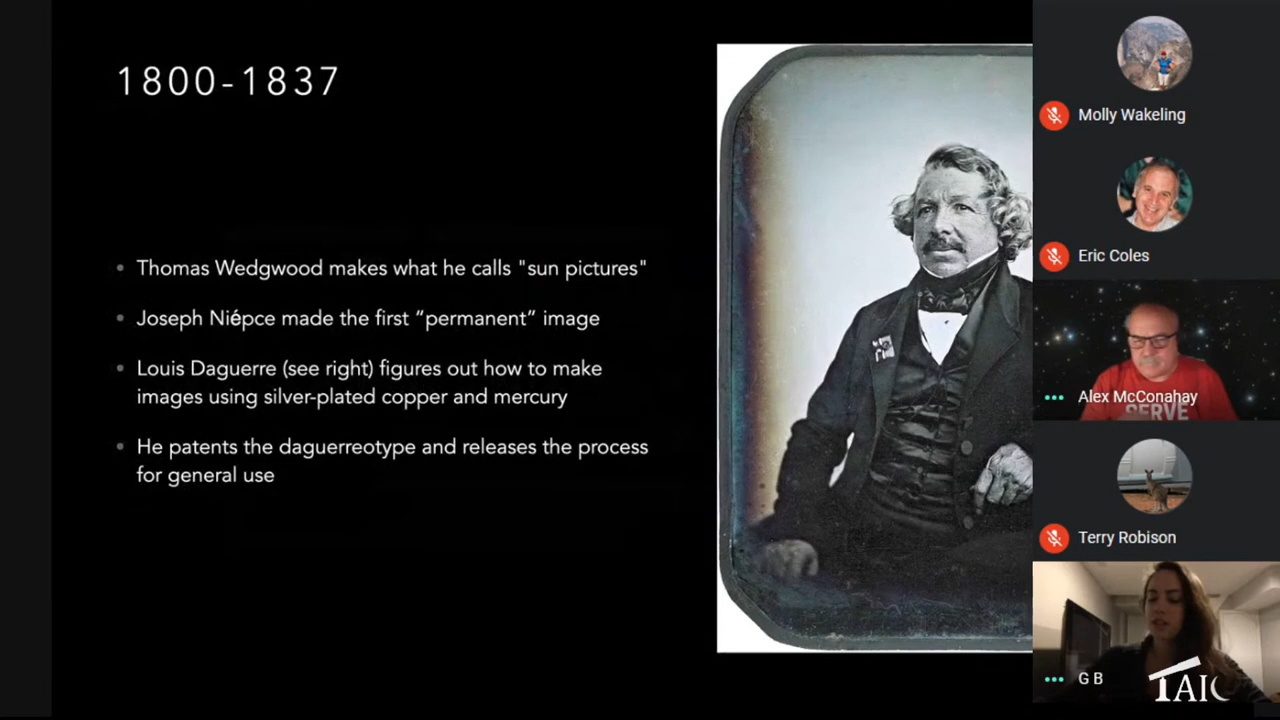 1800-1837
Thomas Wedgwood makes what he calls "sun pictures"
Joseph Niépce made the first “permanent” image
Louis Daguerre (see right) figures out how to make
images using silver-plated copper and mercury
He patents the daguerreotype and releases the process
for general use
Molly Wakeling
Eric Coles
SERVE
Alex McConahay
Terry Robison
G B
TAIC